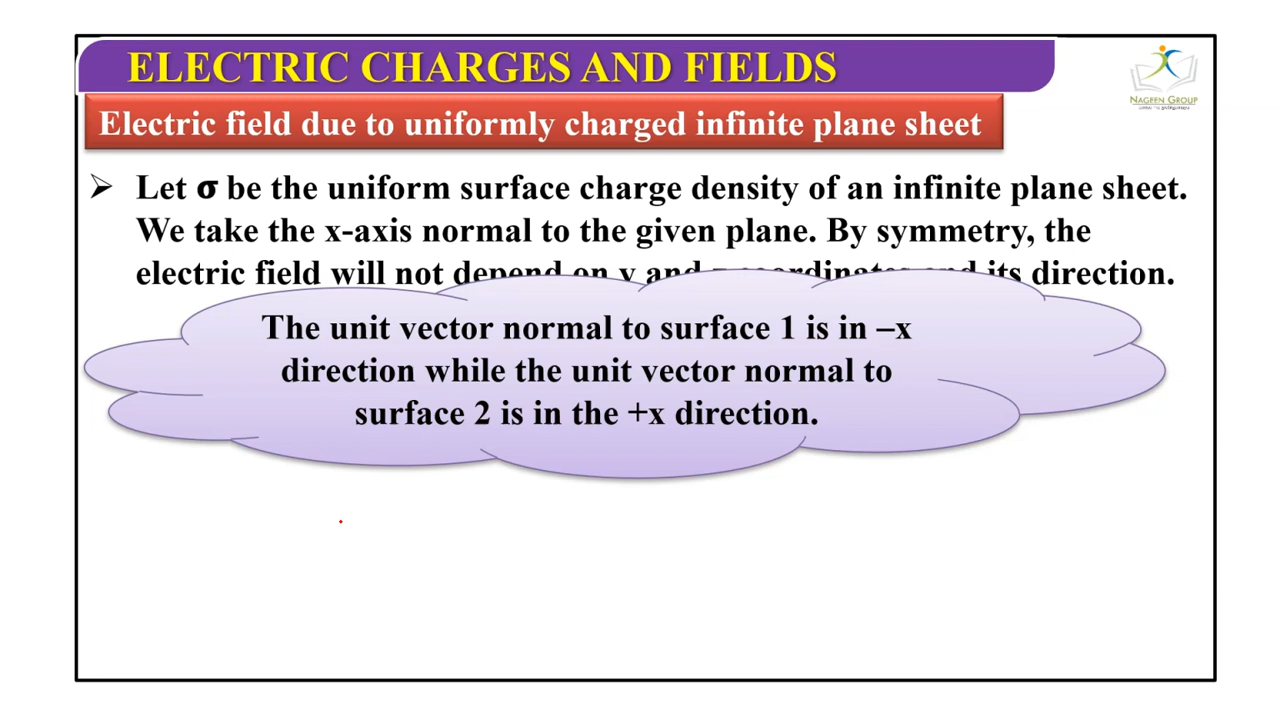 ELECTRIC CHARGES AND FIELDS
NAGEEN GROUP
Electric field due to uniformly charged infinite plane sheet
➢ Let σ be the uniform surface charge density of an infinite plane sheet.
We take the x-axis normal to the given plane. By symmetry, the
electric field will not depend on y and z coordinates and its direction.
The unit vector normal to surface 1 is in –x
direction while the unit vector normal to
surface 2 is in the +x direction.